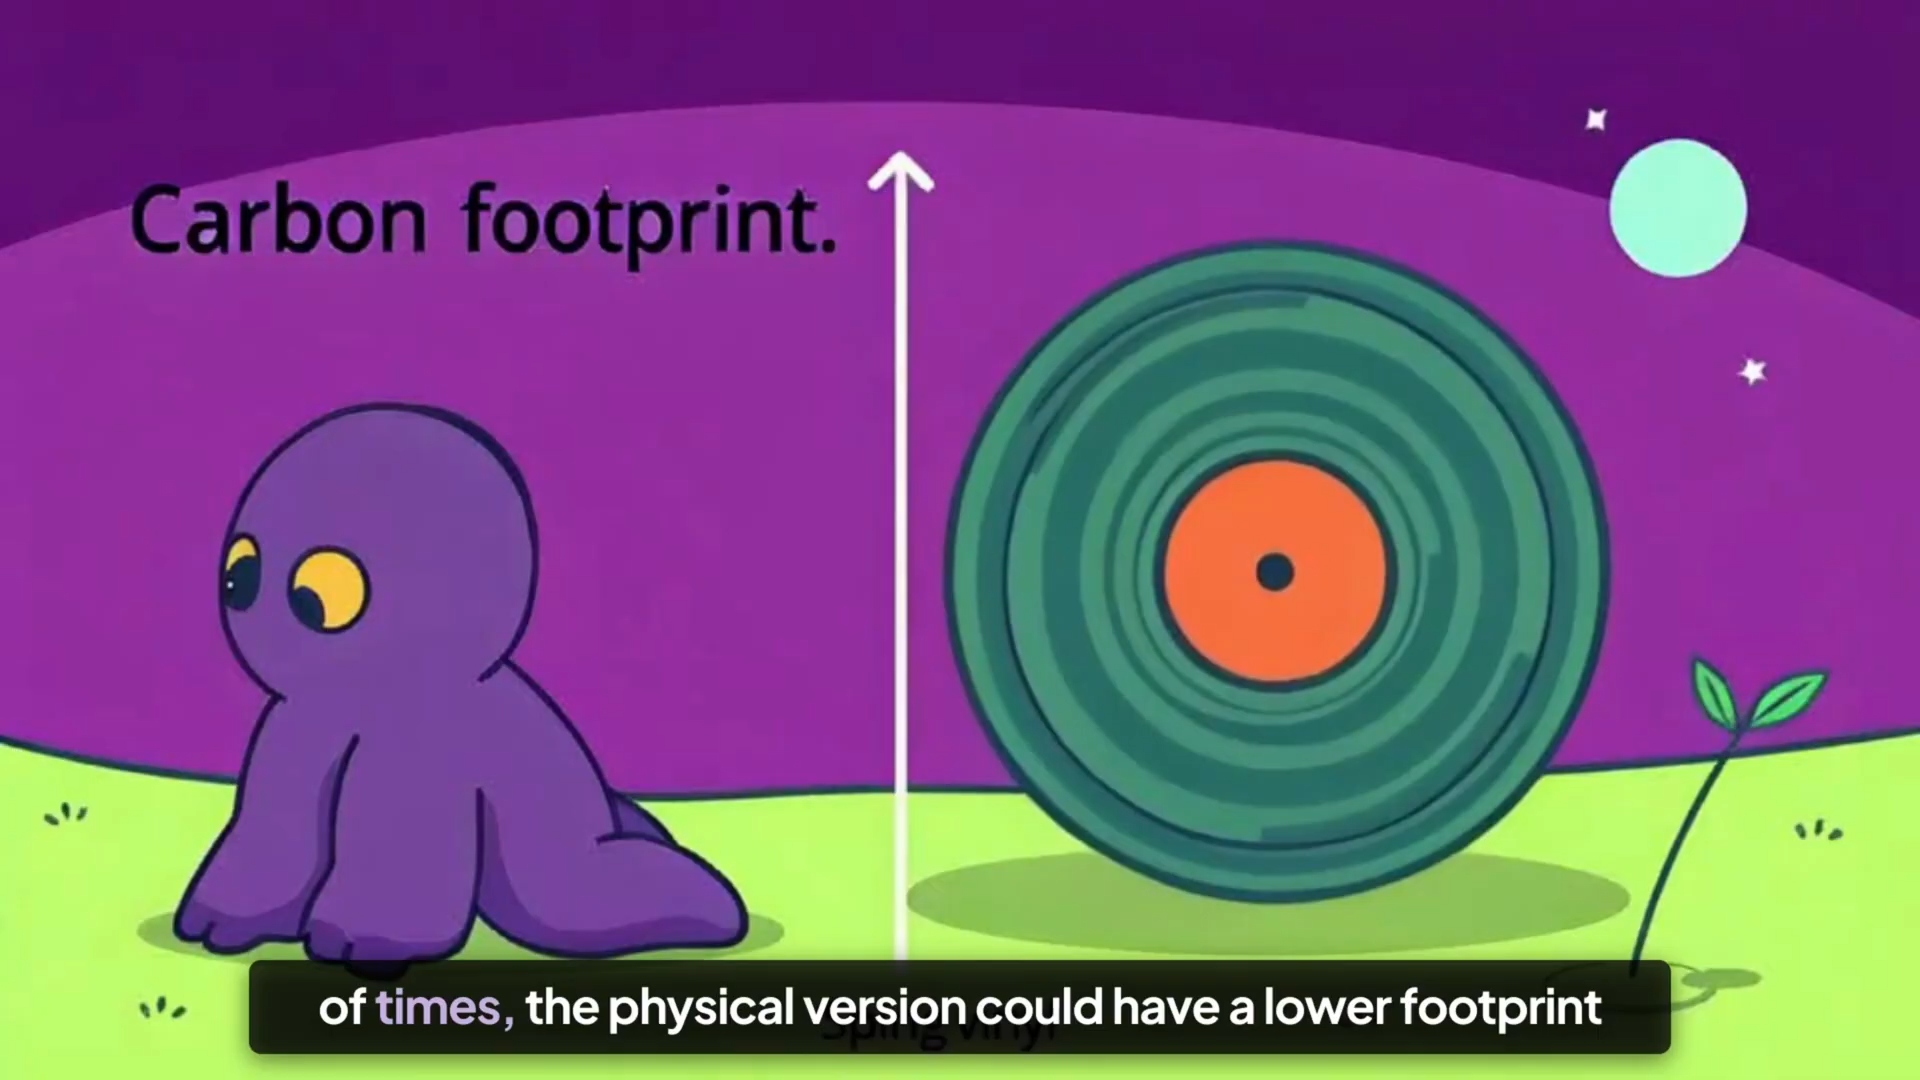 Carbon footprint.
of times, the physical version could have a lower footprint